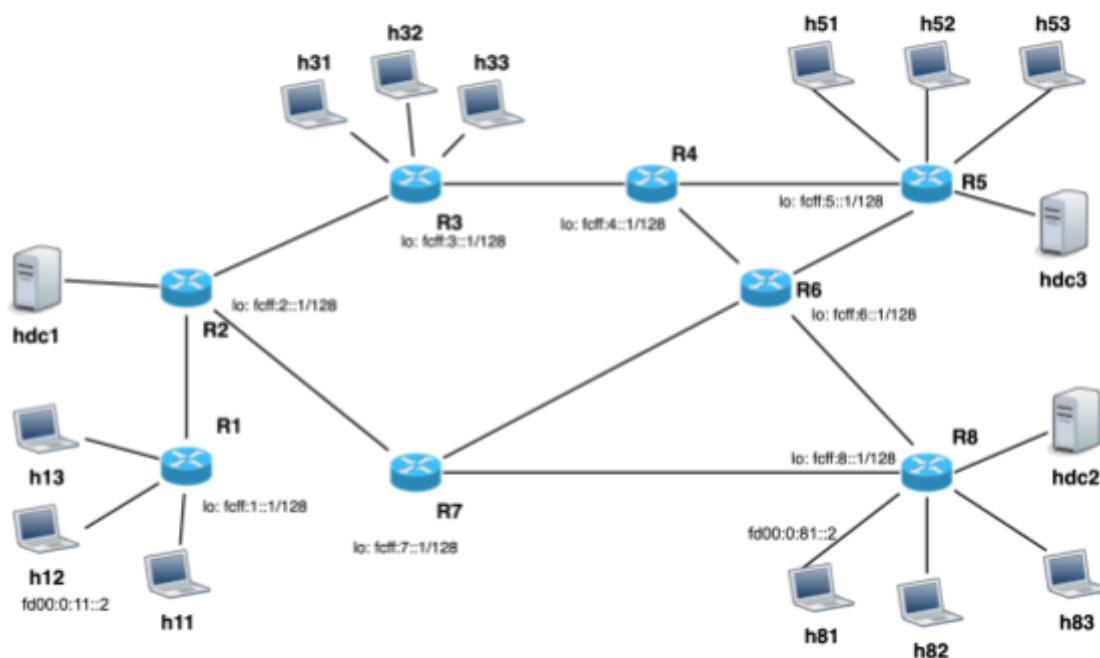 h51
h52
h53
h32
h31
h33
R4
R5
R3
lo: fcff:5::1/128
lo: fcff:4::1/128
lo: fcff:3::1/128
hdc3
R6
lo: fcff:2::1/128
lo: fcff:6::1/128
hdc1
R2
R1
R8
lo: fcff:8::1/128
hdc2
h13
lo: fcff:1::1/128
R7
fd00:0:81::2
lo: fcff:7::1/128
h12
fd00:0:11::2
h11
h81
h82
h83